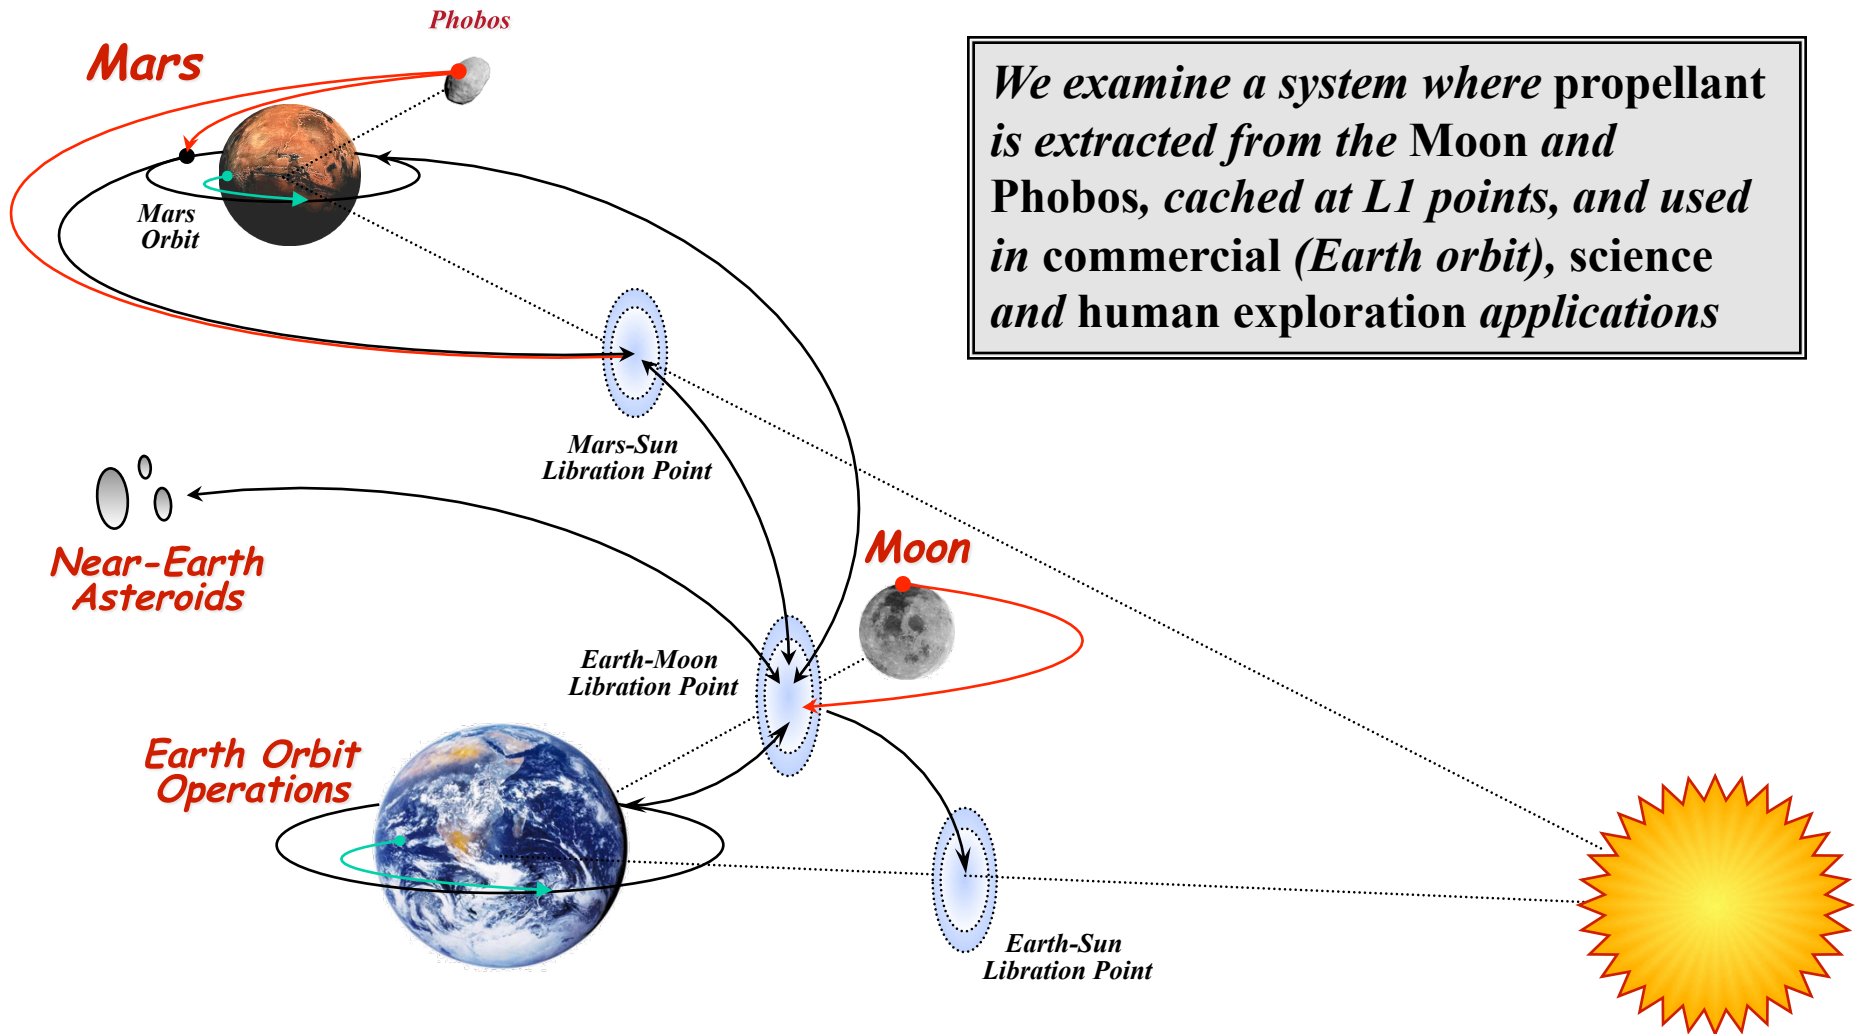 Phobos
Mars
We examine a system where propellant
is extracted from the Moon and
Phobos, cached at L1 points, and used
in commercial (Earth orbit), science
and human exploration applications
Mars
Orbit
Mars-Sun
Libration Point
Near-Earth
Asteroids
Moon
Earth-Moon
Libration Point
Earth Orbit
Operations
Earth-Sun
Libration Point